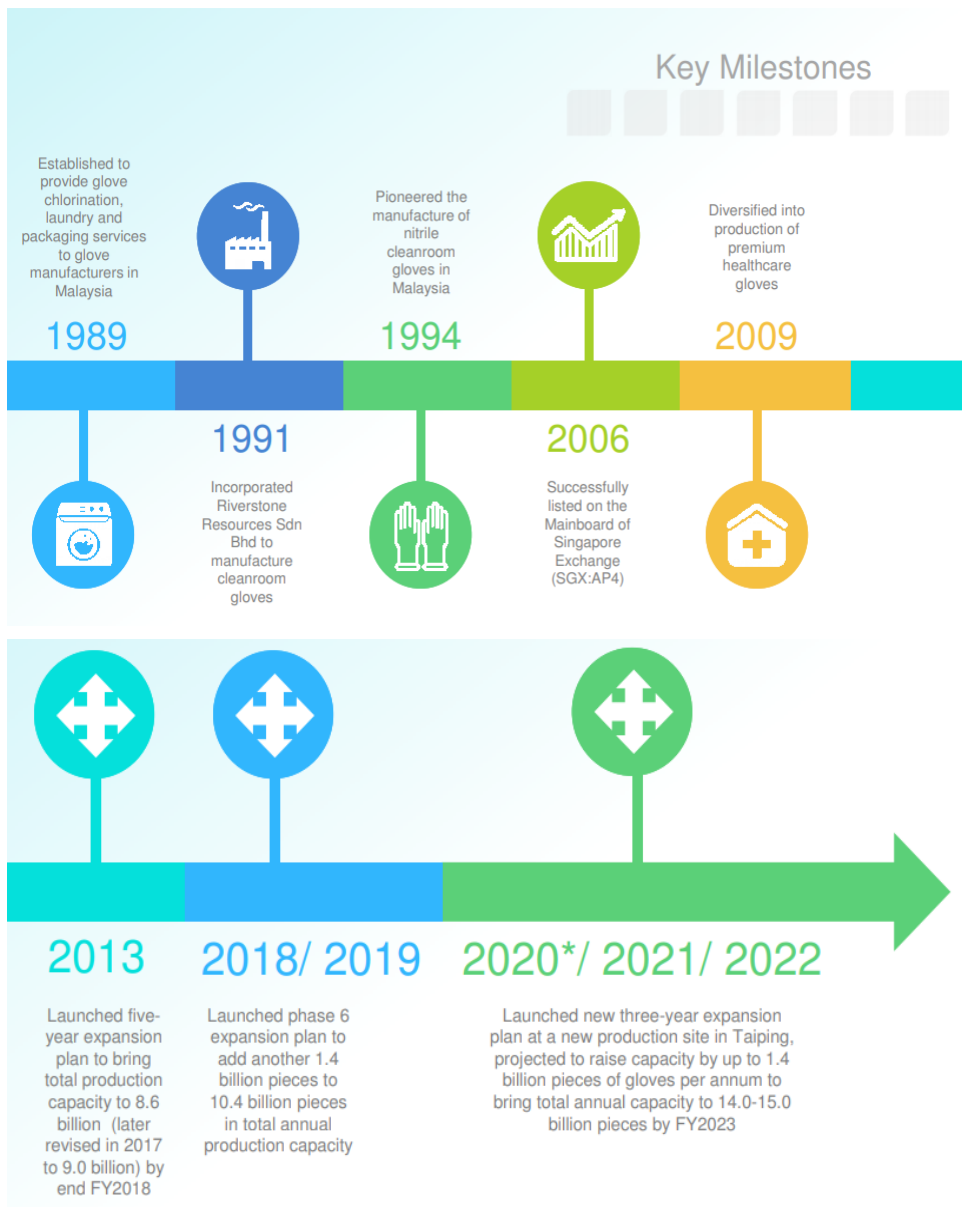 Key Milestones
Established to
provide glove
chlorination,
laundry and
packaging services
to glove
manufacturers in
Malaysia
1989
1991
Incorporated
Riverstone
Resources Sdn
Bhd to
manufacture
cleanroom
gloves
Pioneered the
manufacture of
nitrile
cleanroom
gloves in
Malaysia
1994
2006
Successfully
listed on the
Mainboard of
Singapore
Exchange
(SGX:AP4)
Diversified into
production of
premium
healthcare
gloves
2009
2013
Launched five-
year expansion
plan to bring
total production
capacity to 8.6
billion (later
revised in 2017
to 9.0 billion) by
end FY2018
2018/ 2019
Launched phase 6
expansion plan to
add another 1.4
billion pieces to
10.4 billion pieces
in total annual
production capacity
2020*/ 2021/ 2022
Launched new three-year expansion
plan at a new production site in Taiping,
projected to raise capacity by up to 1.4
billion pieces of gloves per annum to
bring total annual capacity to 14.0-15.0
billion pieces by FY2023